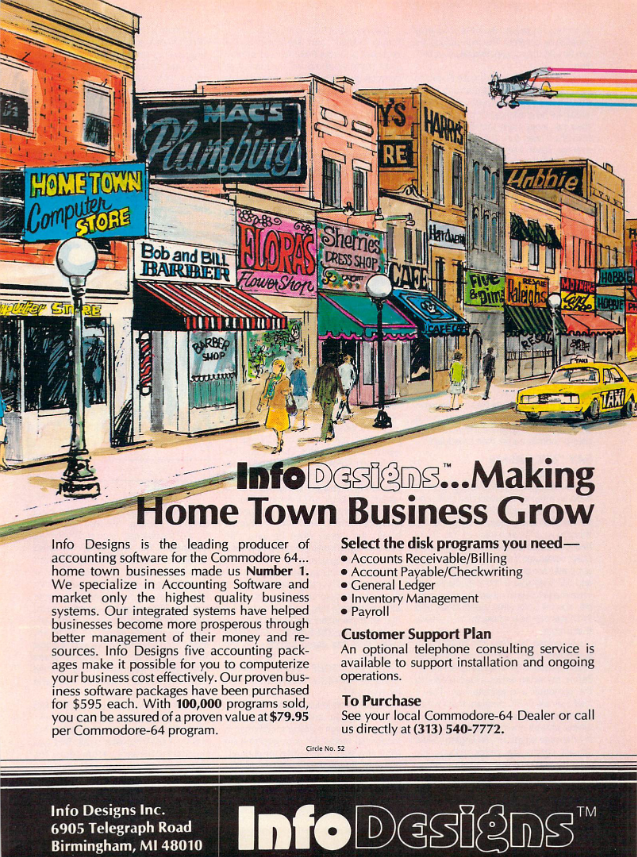 MAC'S
Plumbing
Y'S
RE
HARRY'S
Hobbie
HOME TOWN
Computer
STORE
Bob and Bill
BARBER
FLORA'S
Flower Shop
Sherries
DRESS SHOP
CAFE
Hardware
Five
& Dime
Raleighs
HOBBIE
HOBBIE
puter STORE
BARBER
SHOP
CAFE
TAXI
TAXI
InfoDesigns™...Making
Home Town Business Grow
Info Designs is the leading producer of
accounting software for the Commodore 64...
home town businesses made us Number 1.
We specialize in Accounting Software and
market only the highest quality business
systems. Our integrated systems have helped
businesses become more prosperous through
better management of their money and re-
sources. Info Designs five accounting pack-
ages make it possible for you to computerize
your business cost effectively. Our proven bus-
iness software packages have been purchased
for $595 each. With 100,000 programs sold,
you can be assured of a proven value at $79.95
per Commodore-64 program.
Select the disk programs you need—
• Accounts Receivable/Billing
• Account Payable/Checkwriting
• General Ledger
• Inventory Management
• Payroll
Customer Support Plan
An optional telephone consulting service is
available to support installation and ongoing
operations.
To Purchase
See your local Commodore-64 Dealer or call
us directly at (313) 540-7772.
Circle No. 52
Info Designs Inc.
6905 Telegraph Road
Birmingham, MI 48010
InfoDesigns™